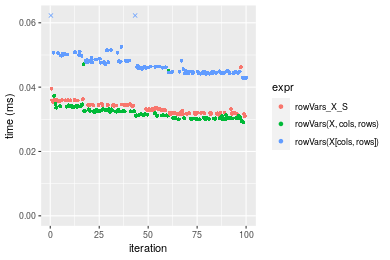 0.06
0.04
0.02
0.00
time (ms)
0
25
50
75
100
iteration
expr
rowVars_X_S
rowVars(X, cols, rows)
rowVars(X[cols, rows])